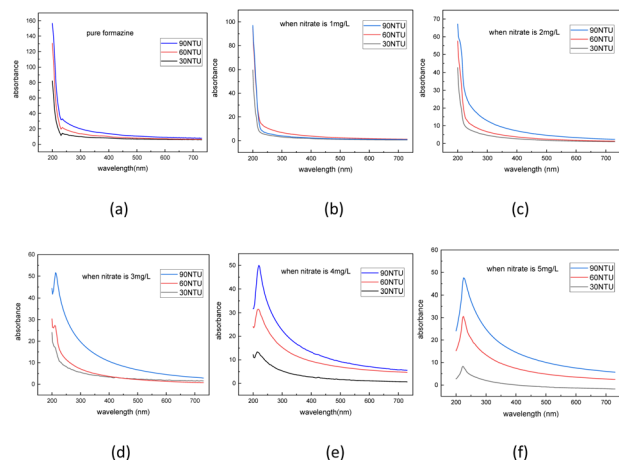 pure formazine
90NTU
60NTU
30NTU
absorbance
160
140
120
100
80
60
40
20
0
200 300 400 500 600 700
wavelength(nm)
(a)
when nitrate is 1mg/L
90NTU
60NTU
30NTU
absorbance
100
80
60
40
20
0
200 300 400 500 600 700
wavelength(nm)
(b)
when nitrate is 2mg/L
90NTU
60NTU
30NTU
absorbance
70
60
50
40
30
20
10
0
200 300 400 500 600 700
wavelength(nm)
(c)
when nitrate is 3mg/L
90NTU
60NTU
30NTU
absorbance
60
50
40
30
20
10
0
200 300 400 500 600 700
wavelength (nm)
(d)
when nitrate is 4mg/L
90NTU
60NTU
30NTU
absorbance
50
40
30
20
10
0
200 300 400 500 600 700
wavelength (nm)
(e)
when nitrate is 5mg/L
90NTU
60NTU
30NTU
absorbance
60
50
40
30
20
10
0
200 300 400 500 600 700
wavelength (nm)
(f)